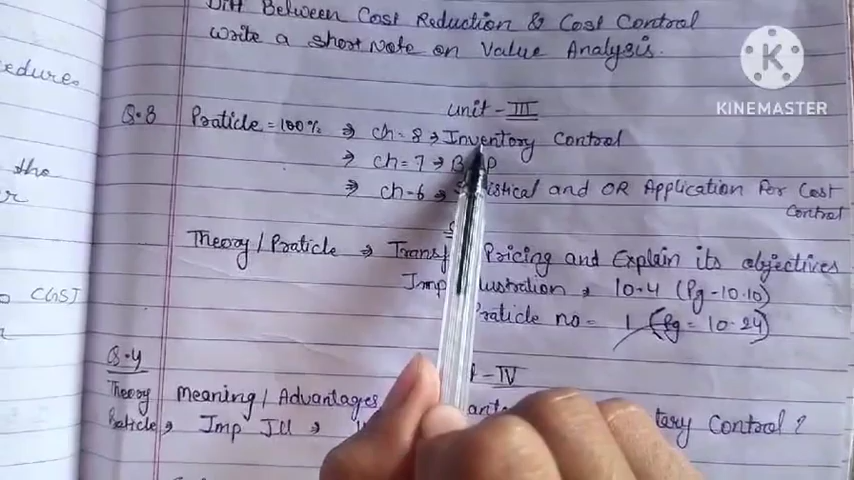 Diff Between Cost Reduction & Cost Control
Write a short Note on Value Analysis.
edures
the
r
CGSJ
r
K
KINEMASTER
Unit - III
Q.3 Praticle = 100% ⇒ ch = 8 → Inventory Control
⇒ ch = 7 → B P
⇒ ch - 6 → and OR Application For Cost
Control
Theory / Praticle → Pricing and Explain its objectives
Imp 10.4 (Pg - 10.10)
Praticle no = 1 (Pg = 10.24)
- IV
Q.4
Theory Meaning / Advantages Control ?
Praticle → Imp Ill →